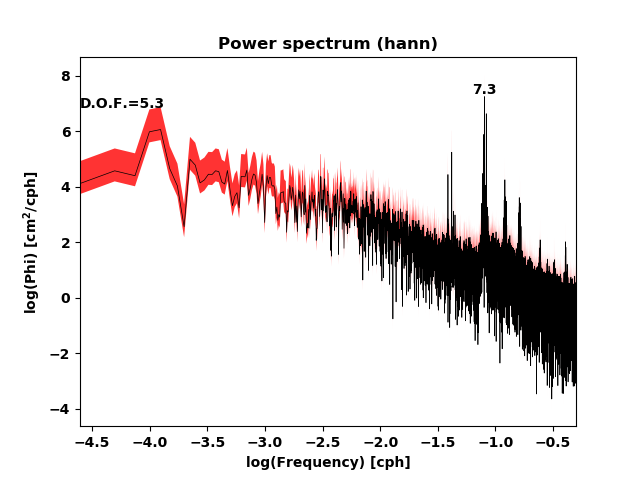 Power spectrum (hann)
8
6
4
2
0
−2
−4
log(Phi) [cm²/cph]
D.O.F.=5.3
7.3
−4.5 −4.0 −3.5 −3.0 −2.5 −2.0 −1.5 −1.0 −0.5
log(Frequency) [cph]